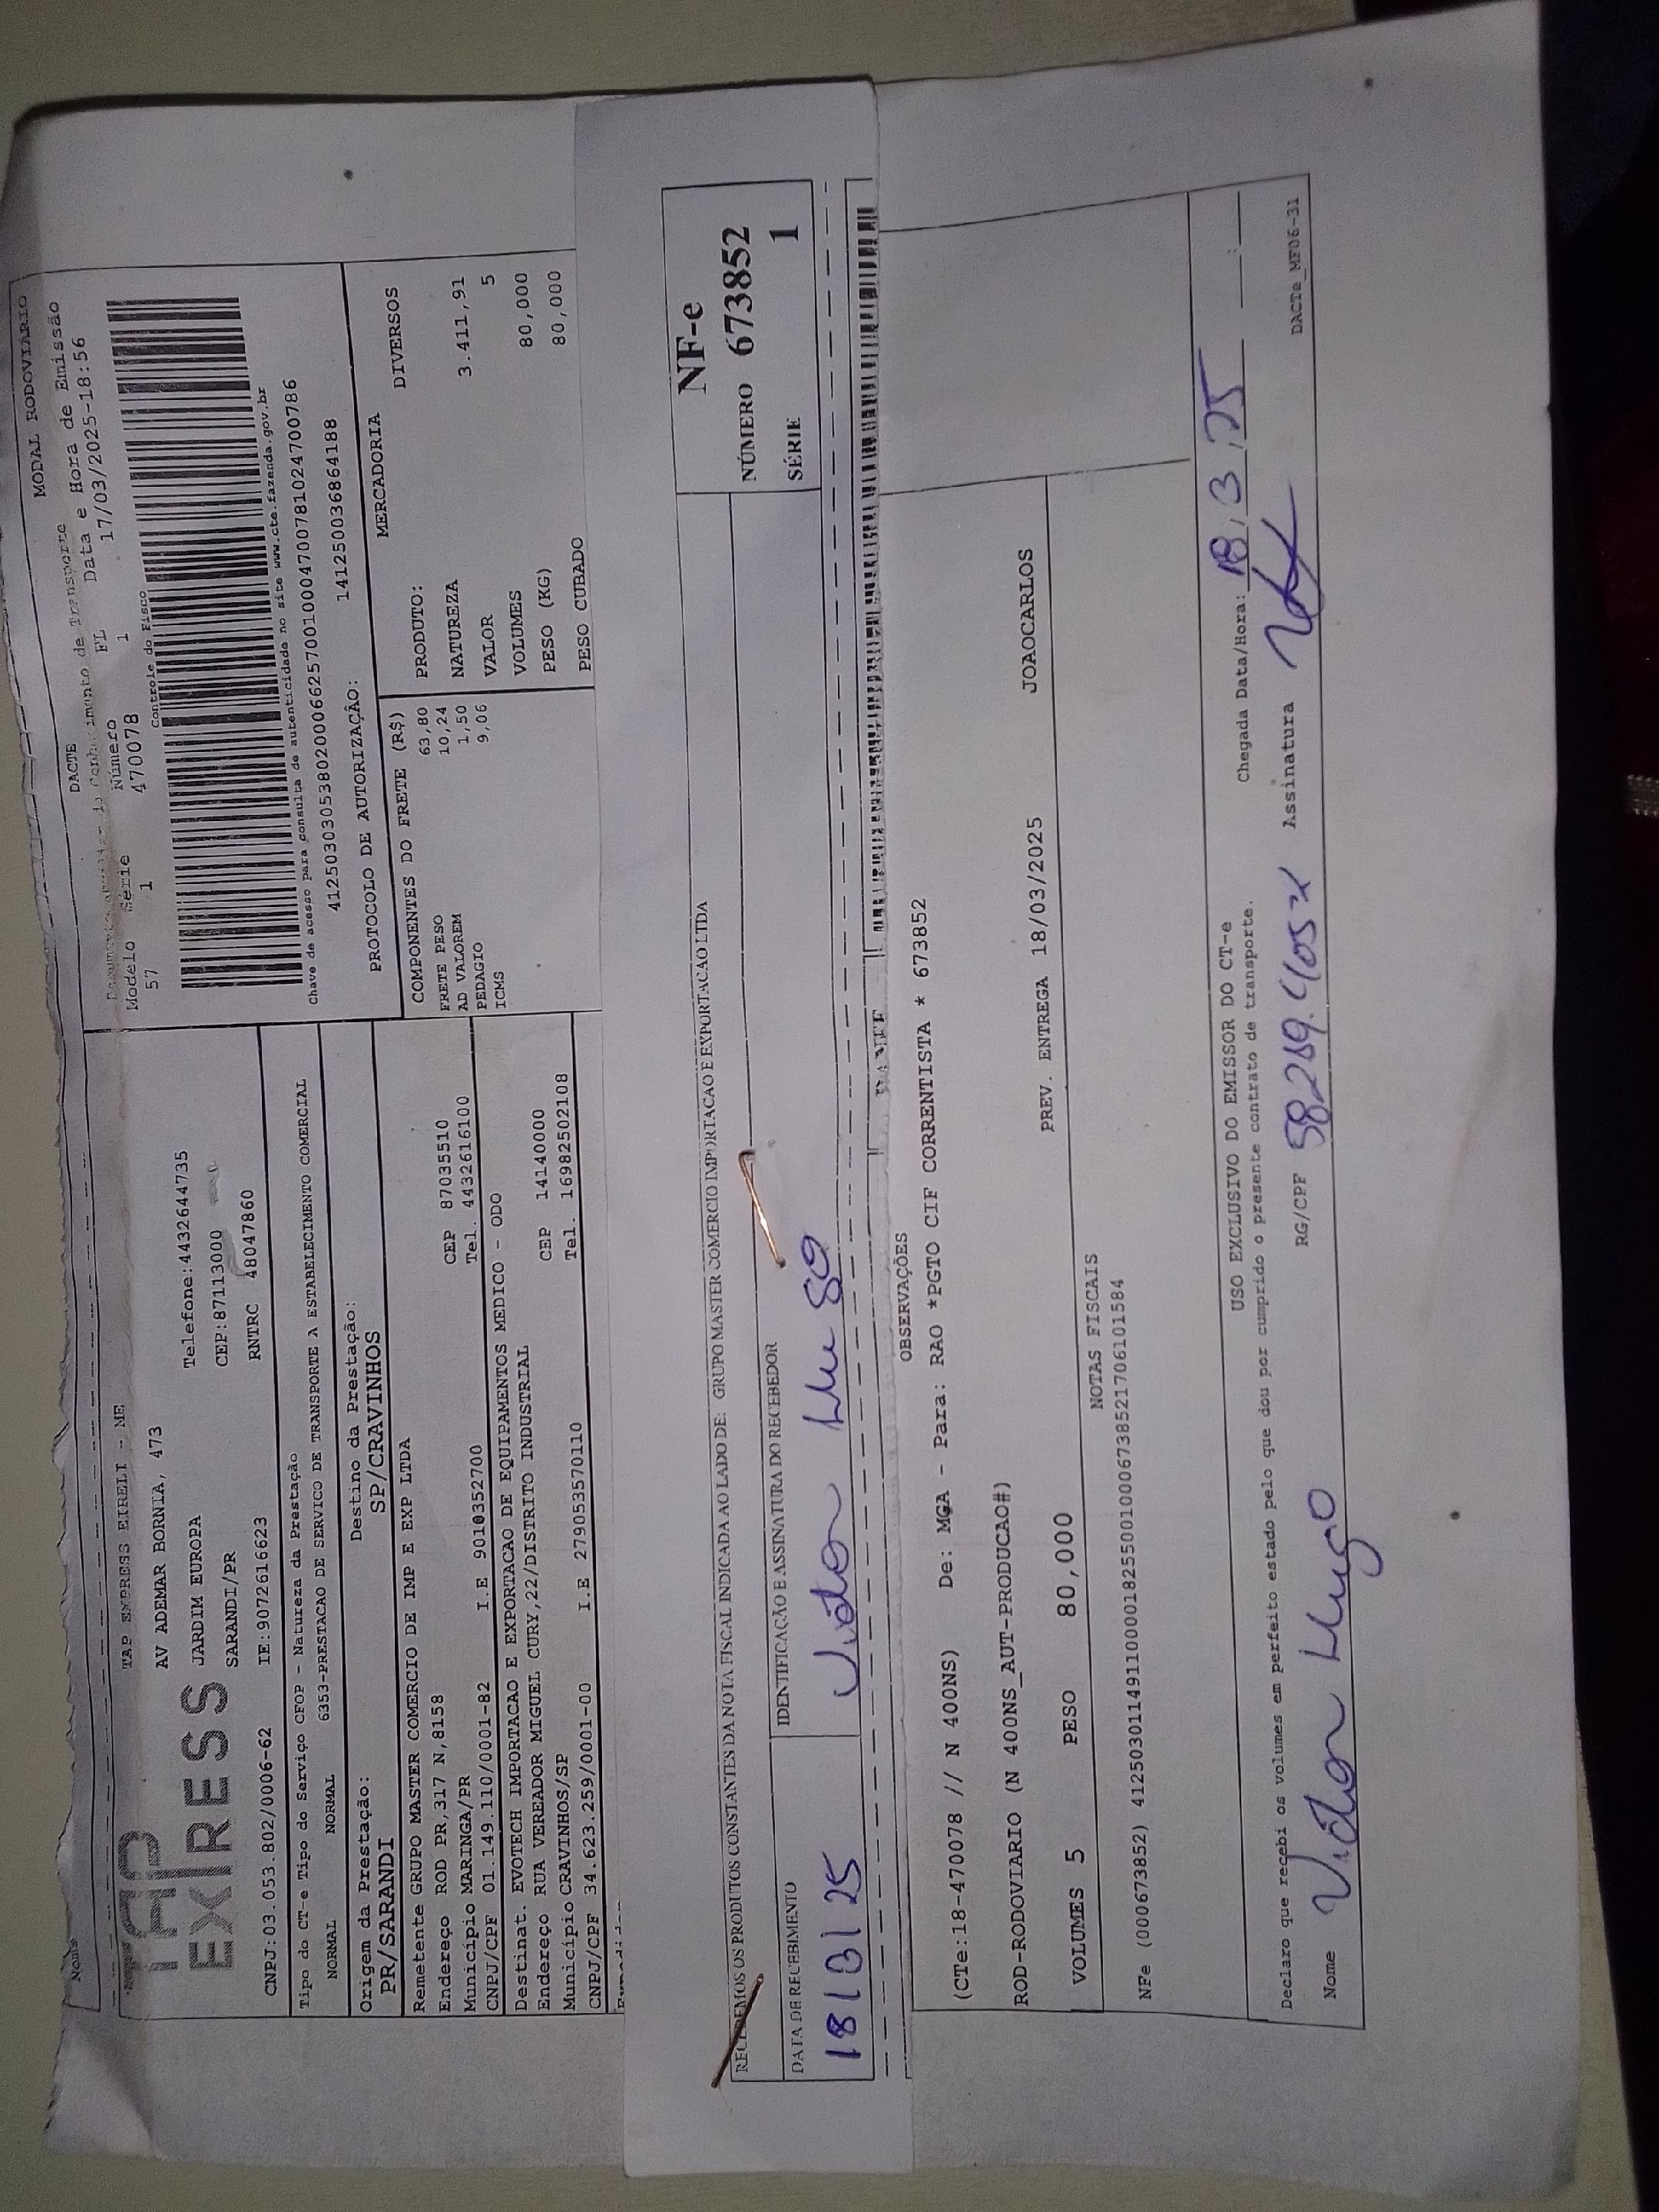 Nome
DACTE
MODAL RODOVIARIO
TAP EXPRESS EIRELI - ME
de Transporte
Data e Hora de Emissão
TAP
EX|RESS
AV ADEMAR BORNIA, 473
Modelo Série Número FL 17/03/2025-18:56
57 1 470078 1
Controle do Fisco
JARDIM EUROPA Telefone:4432644735
SARANDI/PR CEP:87113000
CNPJ:03.053.802/0006-62 IE:9072616623 RNTRC 48047860
Chave de acesso para consulta de autenticidade no site www.cte.fazenda.gov.br
41250303053802000662570010004700781024700786
Tipo do CT-e Tipo do Serviço CFOP - Natureza da Prestação
NORMAL NORMAL 6353-PRESTACAO DE SERVICO DE TRANSPORTE A ESTABELECIMENTO COMERCIAL
PROTOCOLO DE AUTORIZAÇÃO: 141250036864188
Origem da Prestação: Destino da Prestação:
PR/SARANDI SP/CRAVINHOS
COMPONENTES DO FRETE (R$)
FRETE PESO 63,80
AD VALOREM 10,24
PEDAGIO 1,50
ICMS 9,06
MERCADORIA
PRODUTO: DIVERSOS
NATUREZA
VALOR 3.411,91
VOLUMES 5
PESO (KG) 80,000
PESO CUBADO 80,000
Remetente GRUPO MASTER COMERCIO DE IMP E EXP LTDA
Endereço ROD PR,317 N,8158 CEP 87035510
Município MARINGA/PR Tel. 4432616100
CNPJ/CPF 01.149.110/0001-82 I.E 9010352700
Destinat. EVOTECH IMPORTACAO E EXPORTACAO DE EQUIPAMENTOS MEDICO - ODO
Endereço RUA VEREADOR MIGUEL CURY,22/DISTRITO INDUSTRIAL CEP 14140000
Município CRAVINHOS/SP Tel. 16982502108
CNPJ/CPF 34.623.259/0001-00 I.E 279053570110
RECEBEMOS OS PRODUTOS CONSTANTES DA NOTA FISCAL INDICADA AO LADO DE: GRUPO MASTER COMERCIO IMPORTACAO E EXPORTACAO LTDA
NF-e
NÚMERO 673852
SÉRIE 1
DATA DE RECEBIMENTO IDENTIFICAÇÃO E ASSINATURA DO RECEBEDOR
OBSERVAÇÕES
(CTe:18-470078 // N 400NS) De: MGA - Para: RAO *PGTO CIF CORRENTISTA * 673852
ROD-RODOVIARIO (N 400NS_AUT-PRODUCAO#)
PREV. ENTREGA 18/03/2025 JOAOCARLOS
VOLUMES 5 PESO 80,000
NOTAS FISCAIS
NFe (000673852) 41250301149110000182550010006738521706101584
USO EXCLUSIVO DO EMISSOR DO CT-e
Declaro que recebi os volumes em perfeito estado pelo que dou por cumprido o presente contrato de transporte.
Chegada Data/Hora: 18,3,25
Nome Vitor Hugo RG/CPF Assinatura
DACTe_MF06-31